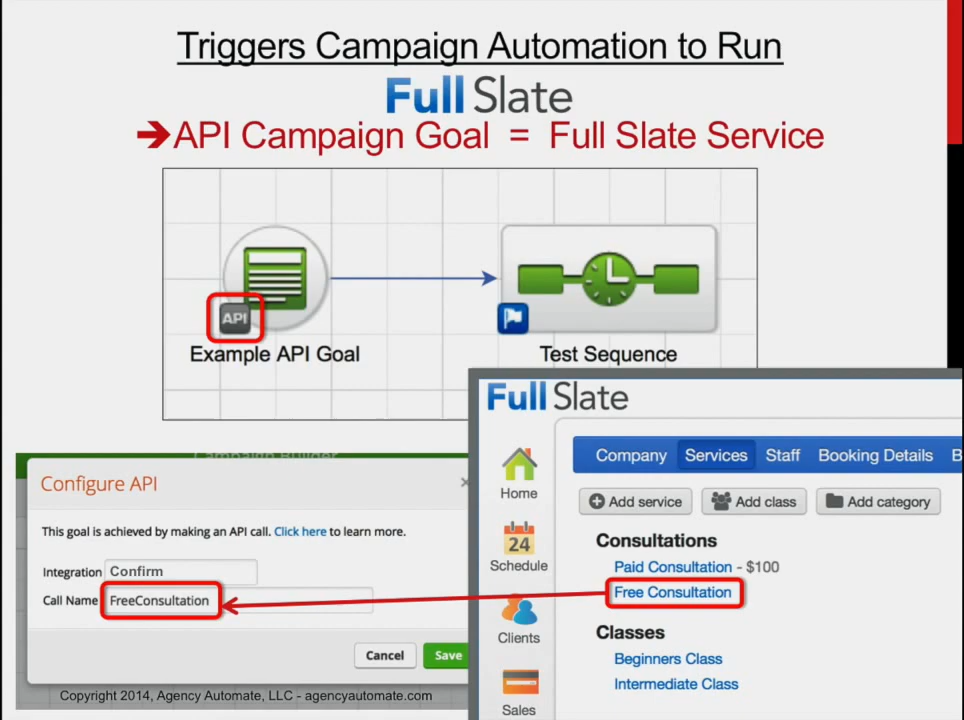 Triggers Campaign Automation to Run
Full Slate
➔API Campaign Goal = Full Slate Service
API
Example API Goal
Test Sequence
Campaign Builder
Configure API
×
This goal is achieved by making an API call. Click here to learn more.
Integration Confirm
Call Name FreeConsultation
Cancel Save
Copyright 2014, Agency Automate, LLC - agencyautomate.com
Full Slate
Home
24
Schedule
Clients
Sales
Company Services Staff Booking Details B
Add service Add class Add category
Consultations
Paid Consultation - $100
Free Consultation
Classes
Beginners Class
Intermediate Class